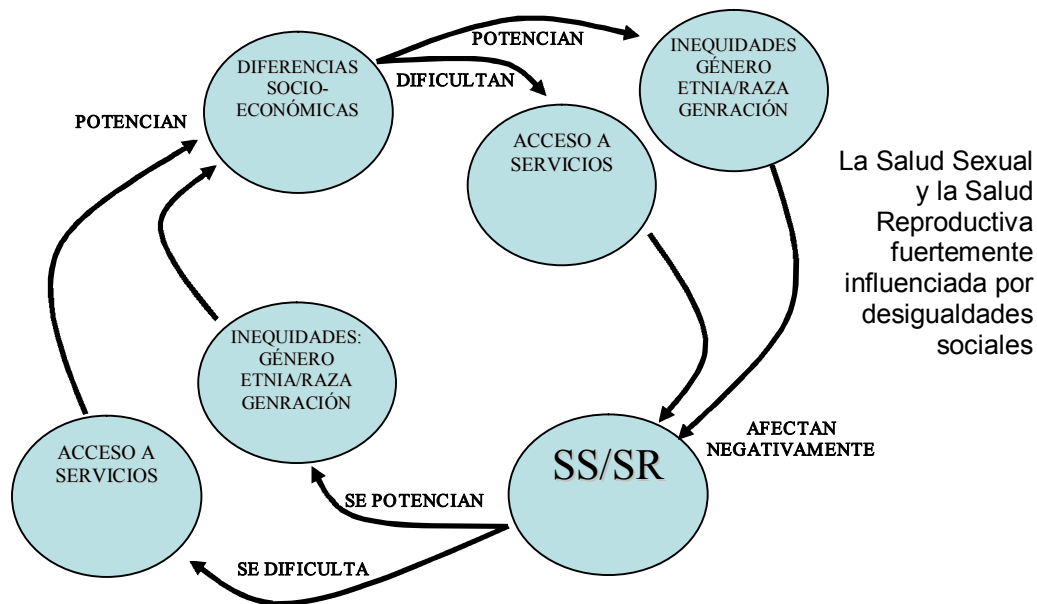 POTENCIAN
DIFICULTAN
DIFERENCIAS
SOCIO-
ECONÓMICAS
INEQUIDADES
GÉNERO
ETNIA/RAZA
GENRACIÓN
POTENCIAN
ACCESO A
SERVICIOS
La Salud Sexual
y la Salud
Reproductiva
fuertemente
influenciada por
desigualdades
sociales
INEQUIDADES:
GÉNERO
ETNIA/RAZA
GENRACIÓN
ACCESO A
SERVICIOS
SS/SR
AFECTAN
NEGATIVAMENTE
SE POTENCIAN
SE DIFICULTA